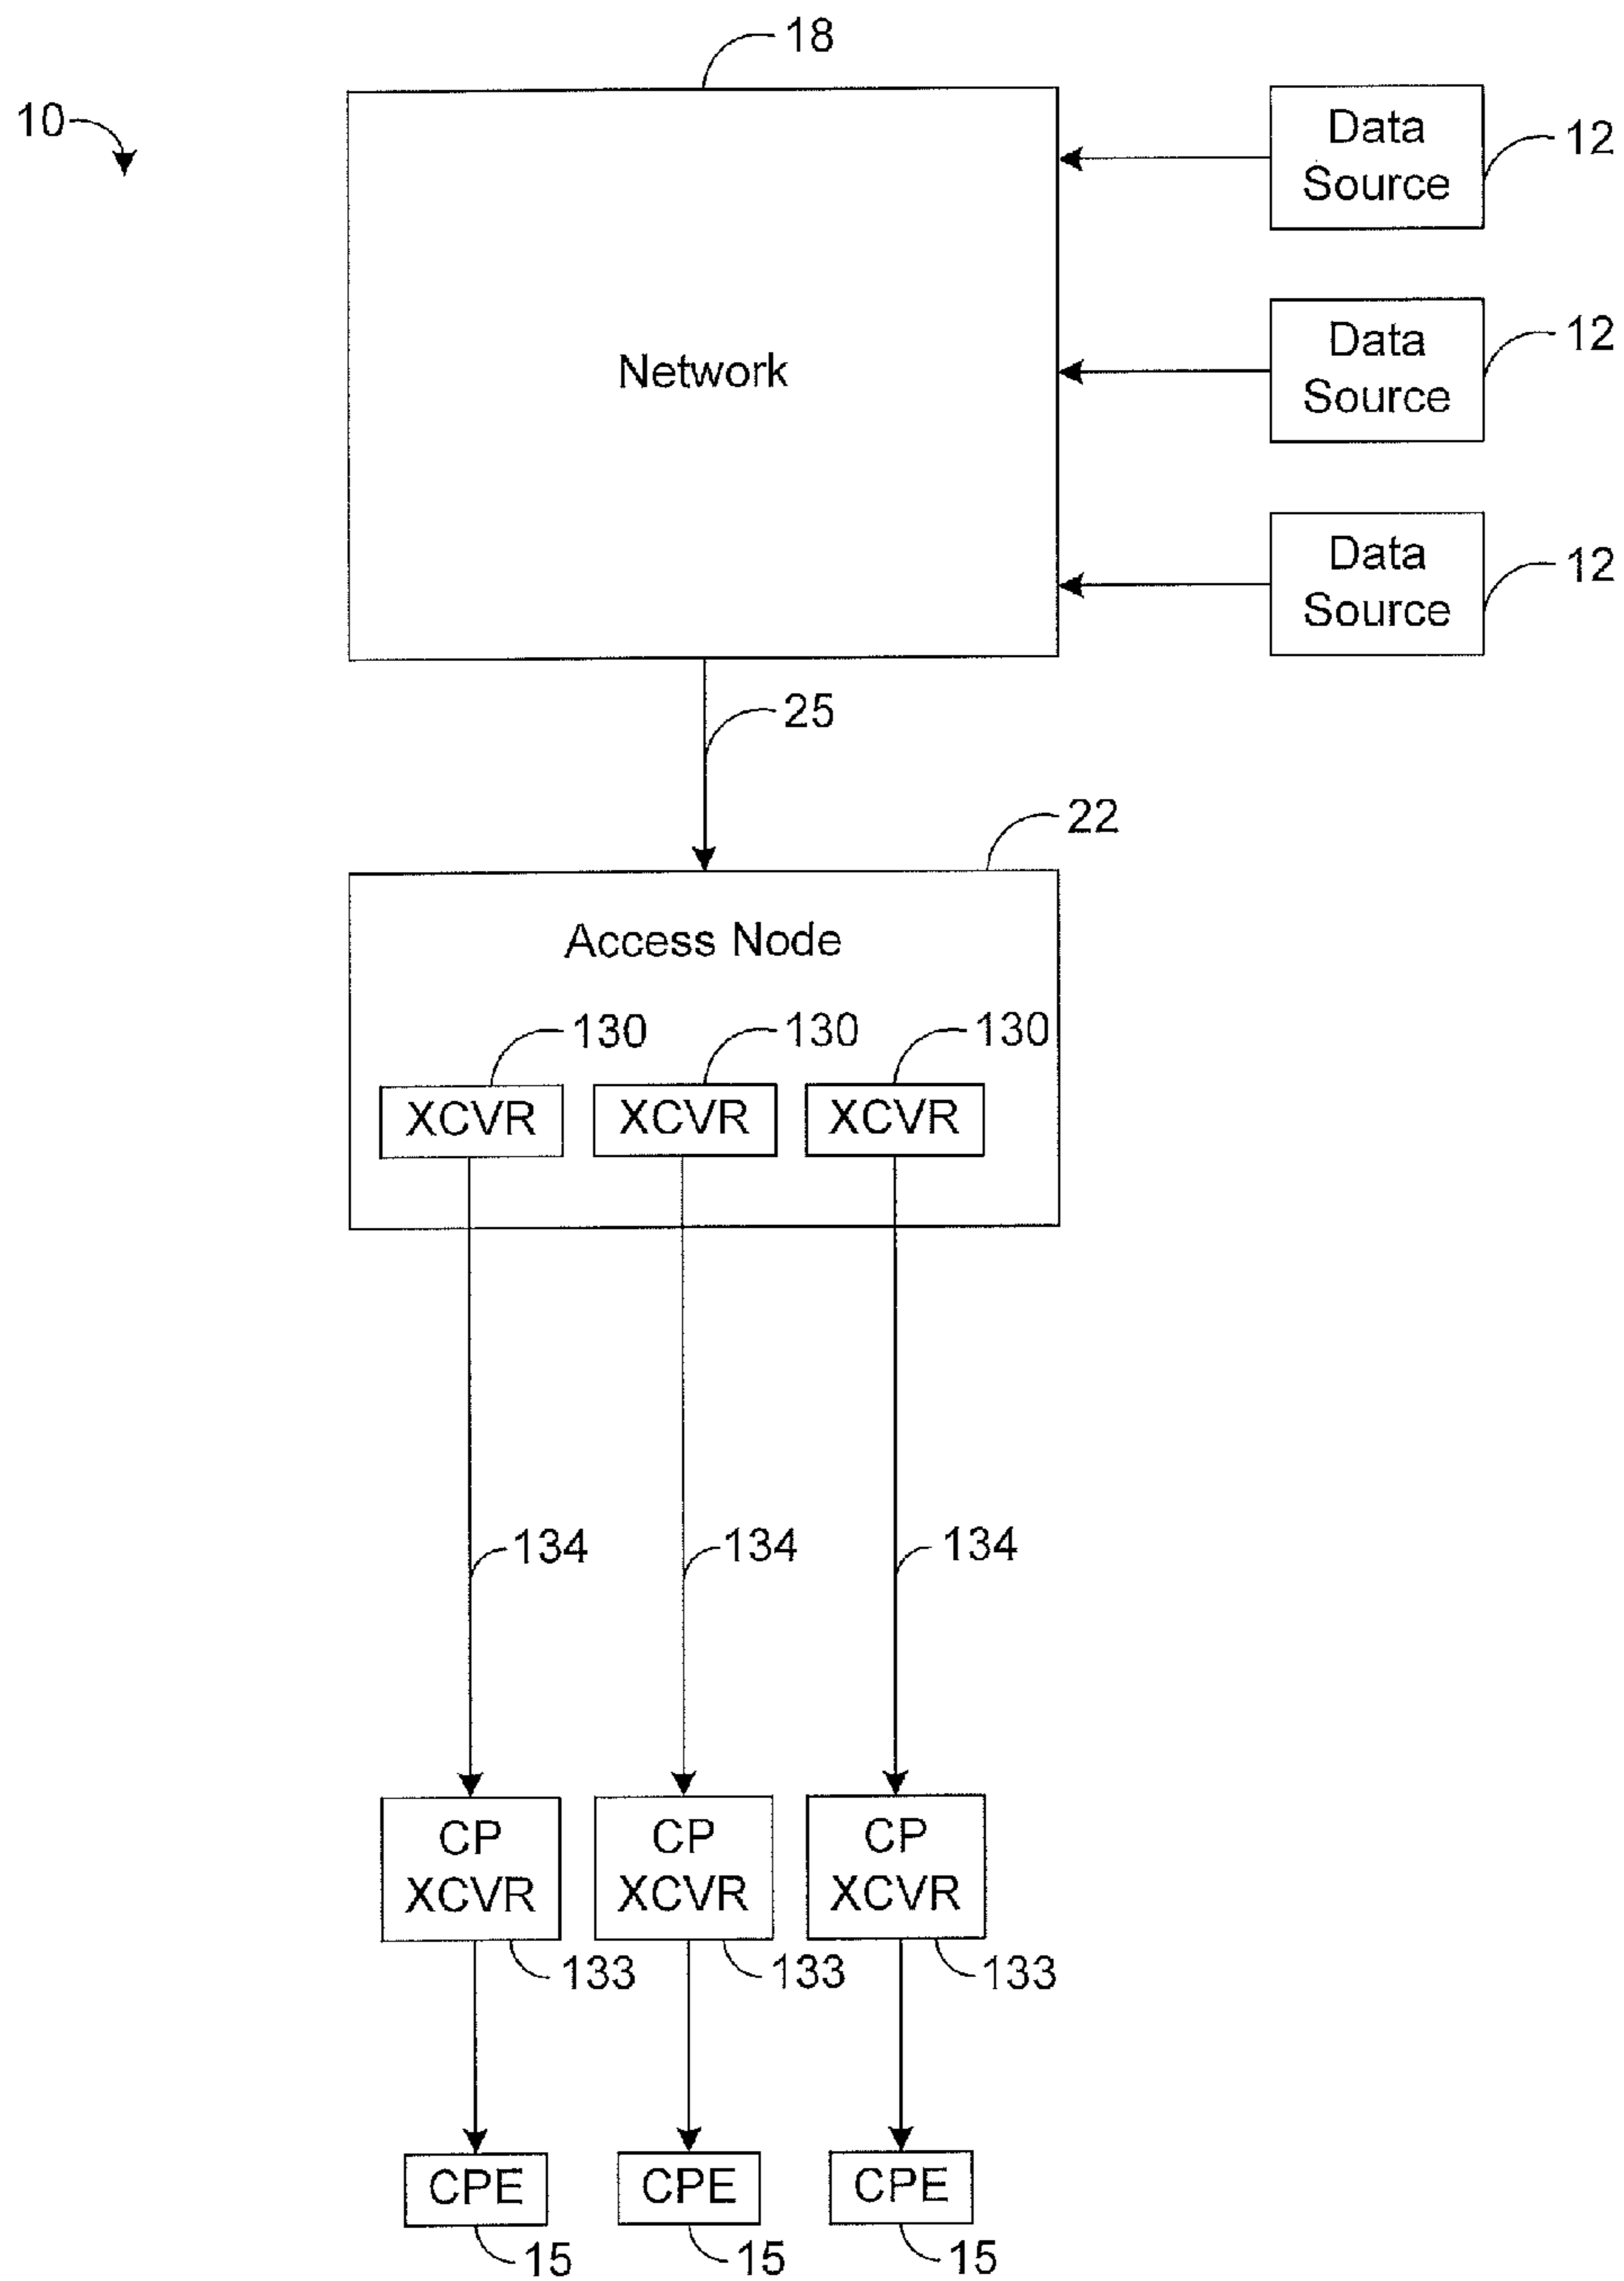 18
10
Data
Source
12
Network
Data
Source
12
Data
Source
12
25
22
Access Node
130
130
130
XCVR
XCVR
XCVR
134
134
134
CP
XCVR
CP
XCVR
CP
XCVR
133
133
133
CPE
CPE
CPE
15
15
15